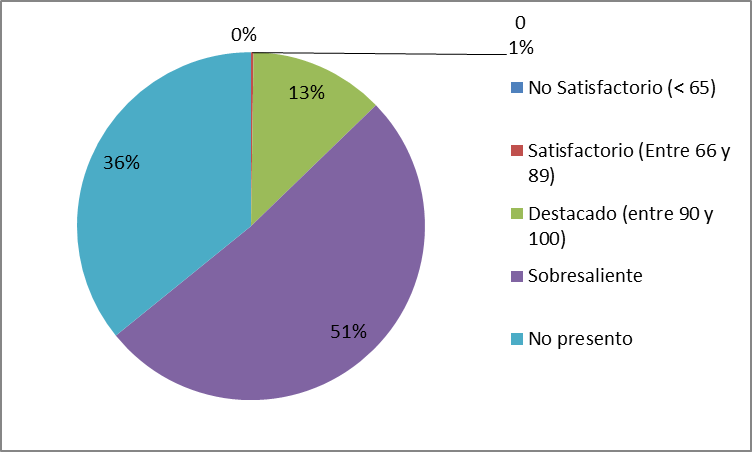 0%
0
1%
13%
36%
51%
No Satisfactorio (< 65)
Satisfactorio (Entre 66 y
89)
Destacado (entre 90 y
100)
Sobresaliente
No presento